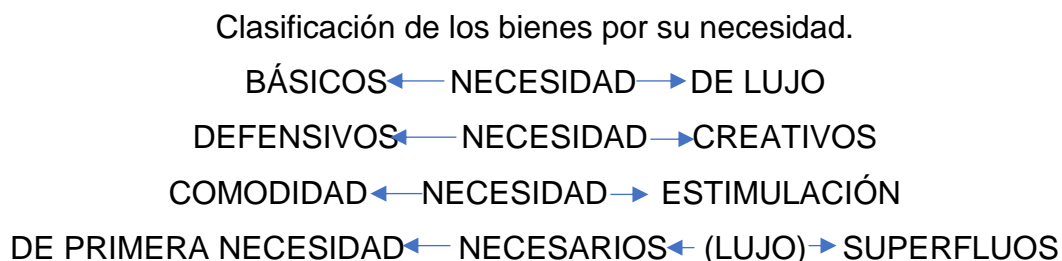 Clasificación de los bienes por su necesidad.
BÁSICOS NECESIDAD DE LUJO
DEFENSIVOS NECESIDAD CREATIVOS
COMODIDAD NECESIDAD ESTIMULACIÓN
DE PRIMERA NECESIDAD NECESARIOS (LUJO) SUPERFLUOS